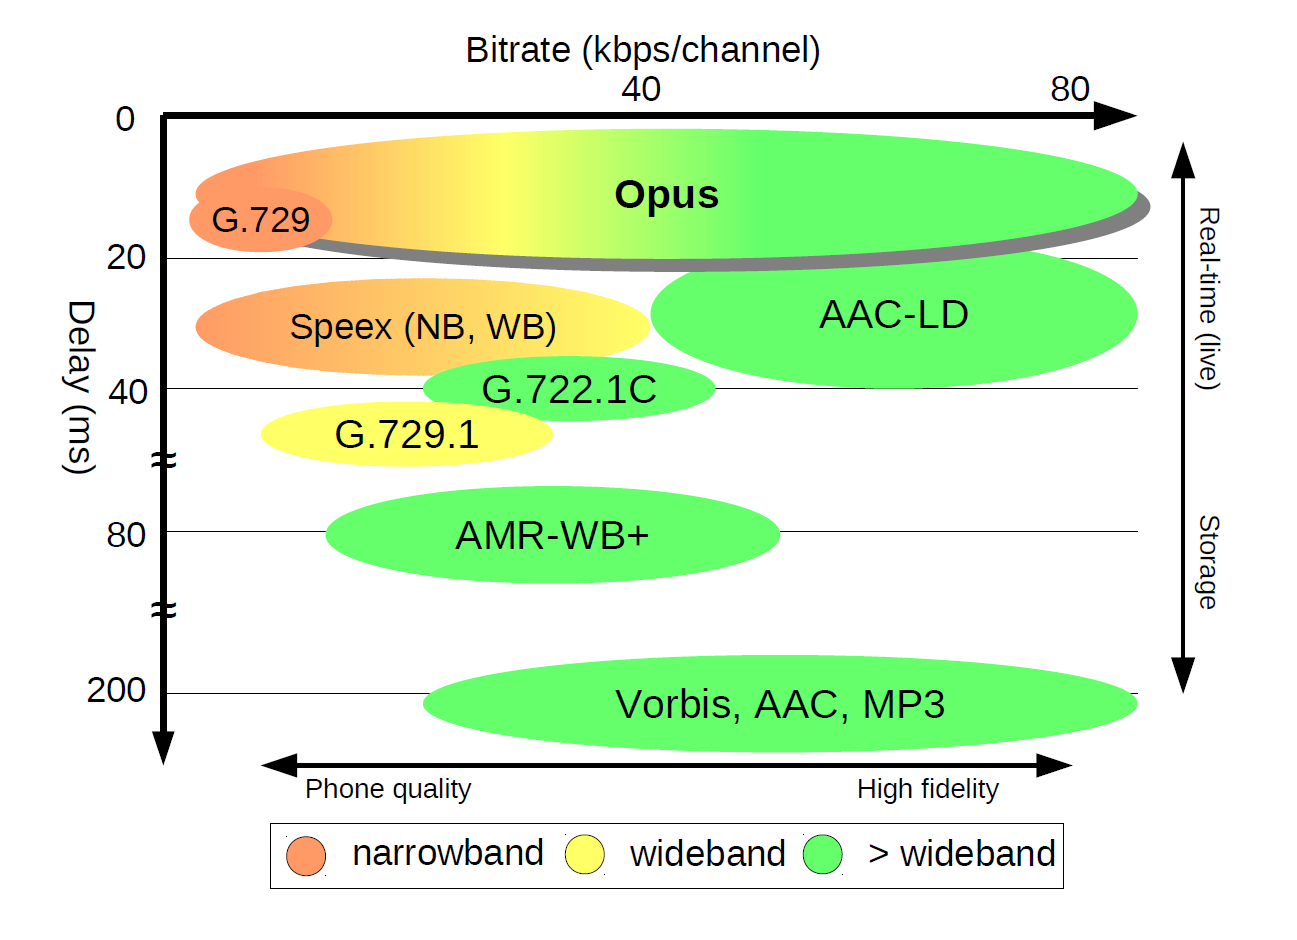 Bitrate (kbps/channel)
40
80
0
Opus
G.729
20
Real-time (live)
AAC-LD
Speex (NB, WB)
Delay (ms)
40
G.722.1C
G.729.1
≈
80
AMR-WB+
Storage
≈
200
Vorbis, AAC, MP3
Phone quality
High fidelity
narrowband
wideband
> wideband